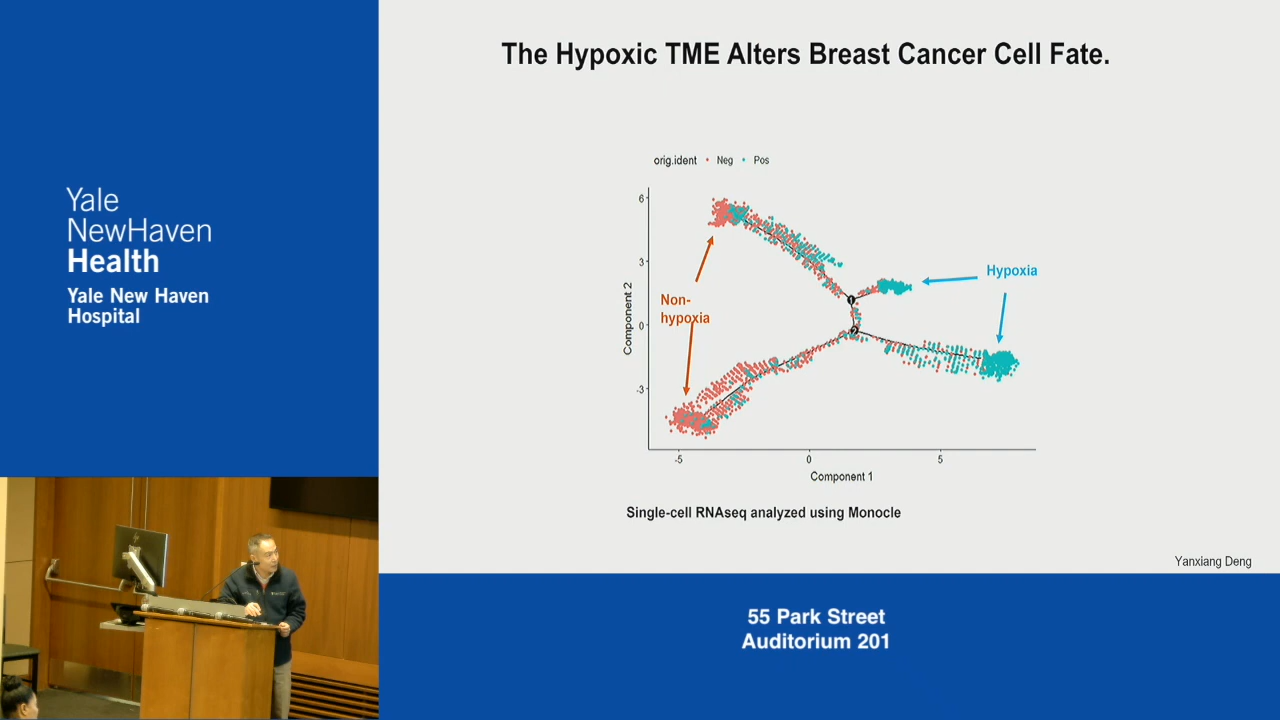 The Hypoxic TME Alters Breast Cancer Cell Fate.
Yale
NewHaven
Health
Yale New Haven
Hospital
orig.ident Neg Pos
6
3
0
-3
Component 2
1
2
Hypoxia
Non-
hypoxia
-5 0 5
Component 1
Single-cell RNAseq analyzed using Monocle
Yanxiang Deng
55 Park Street
Auditorium 201